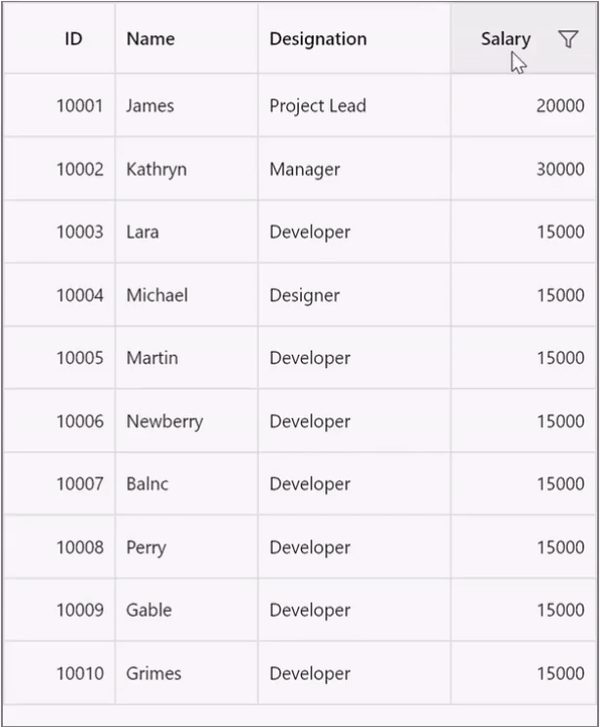 ID Name Designation Salary
10001 James Project Lead 20000
10002 Kathryn Manager 30000
10003 Lara Developer 15000
10004 Michael Designer 15000
10005 Martin Developer 15000
10006 Newberry Developer 15000
10007 Balnc Developer 15000
10008 Perry Developer 15000
10009 Gable Developer 15000
10010 Grimes Developer 15000